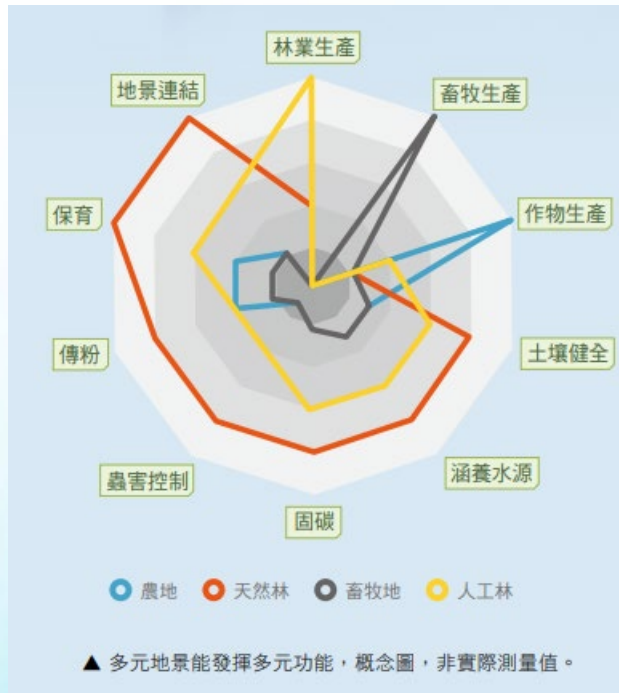 林業生產
畜牧生產
作物生產
土壤健全
涵養水源
固碳
蟲害控制
傳粉
保育
地景連結
農地
天然林
畜牧地
人工林
▲ 多元地景能發揮多元功能，概念圖，非實際測量值。